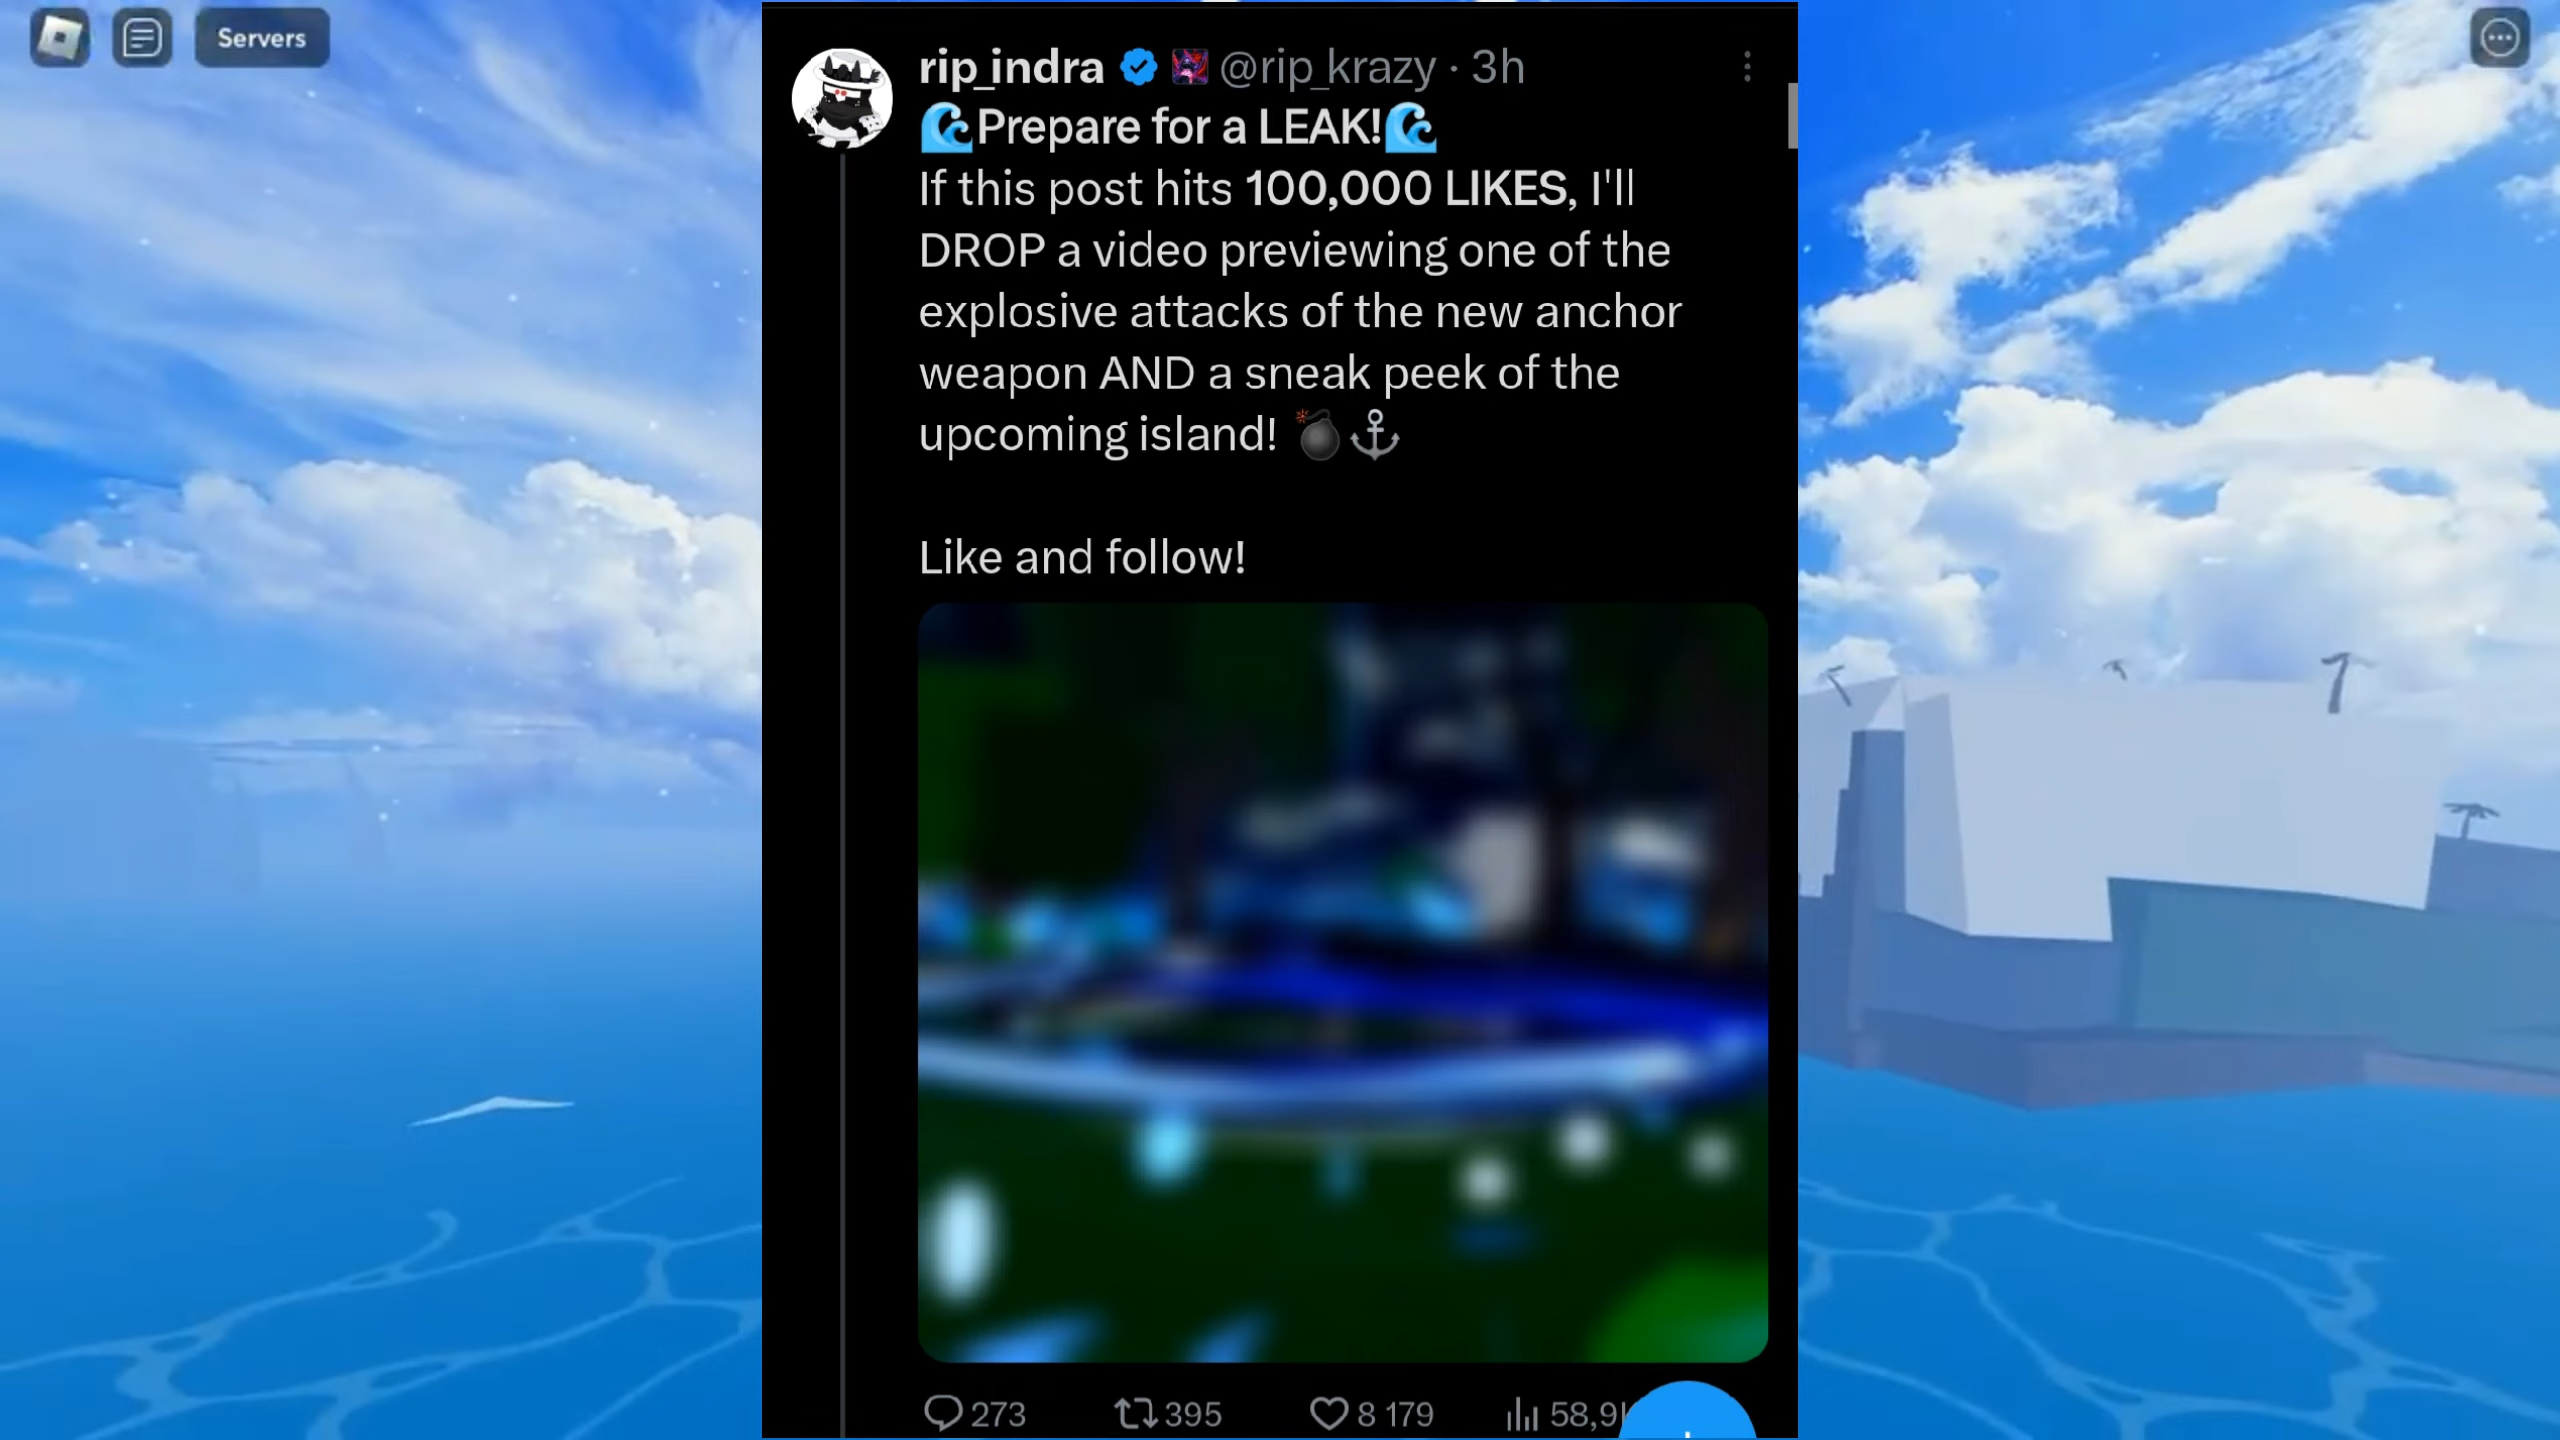 Servers
rip_indra @rip_krazy · 3h
🌊Prepare for a LEAK!🌊
If this post hits 100,000 LIKES, I'll
DROP a video previewing one of the
explosive attacks of the new anchor
weapon AND a sneak peek of the
upcoming island! 💣⚓
Like and follow!
273 395 8 179 58,9